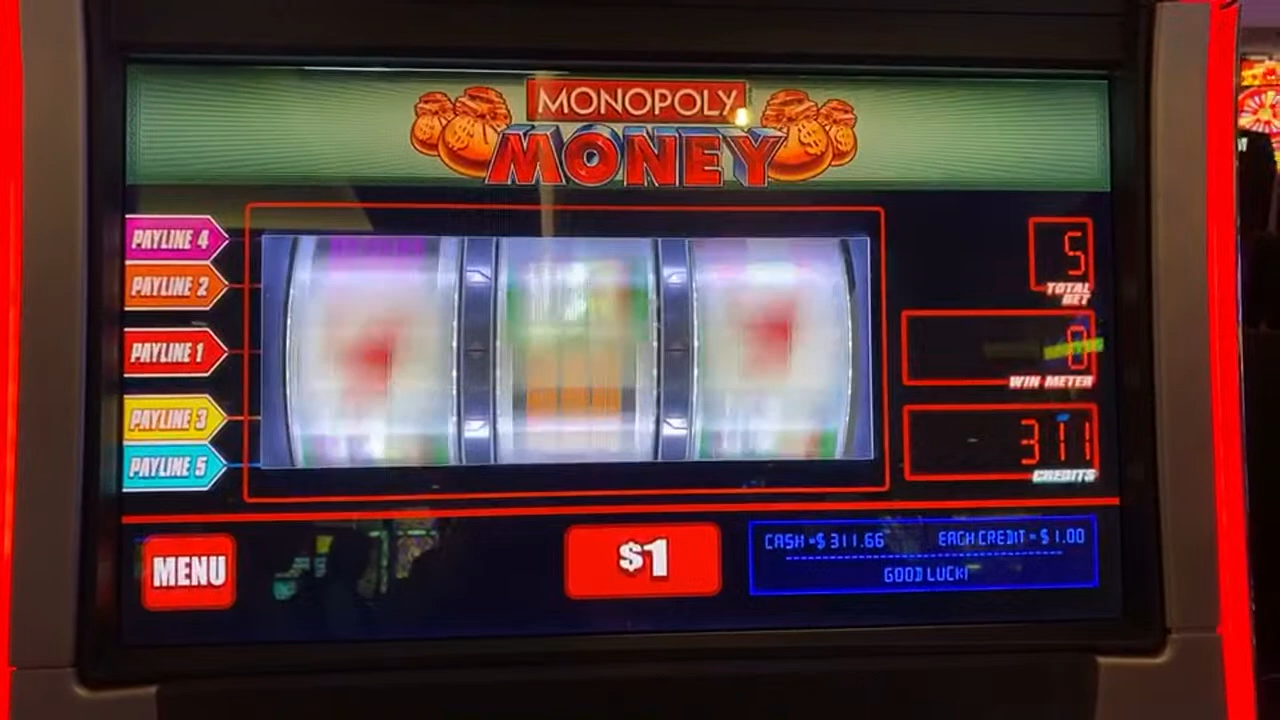 MONOPOLY
MONEY
PAYLINE 4
PAYLINE 2
PAYLINE 1
PAYLINE 3
PAYLINE 5
5
TOTAL
BET
0
WIN METER
311
CREDITS
MENU
$1
CASH =$311.66 EACH CREDIT = $1.00
GOOD LUCK!